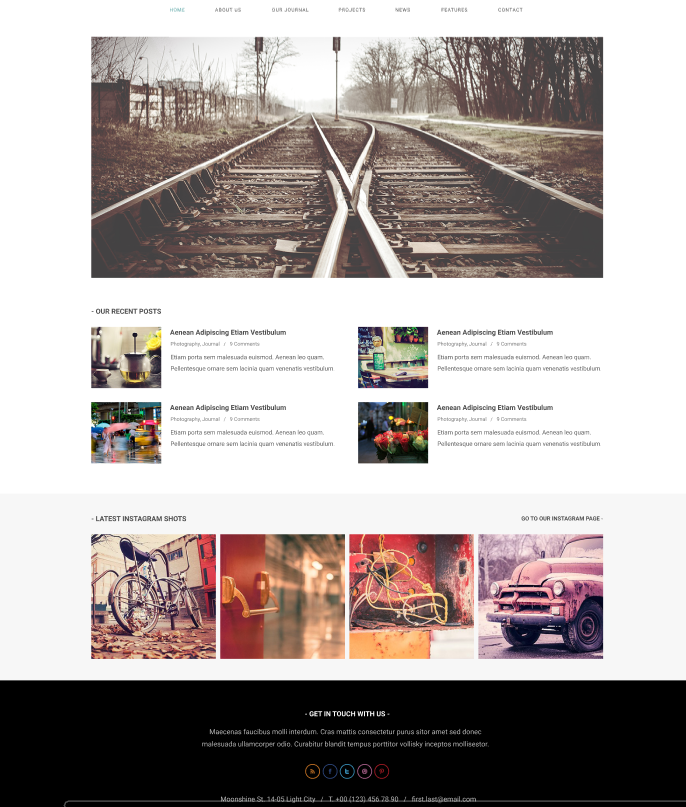 HOME ABOUT US OUR JOURNAL PROJECTS NEWS FEATURES CONTACT
- OUR RECENT POSTS
Aenean Adipiscing Etiam Vestibulum
Photography, Journal / 9 Comments
Etiam porta sem malesuada euismod. Aenean leo quam.
Pellentesque ornare sem lacinia quam venenatis vestibulum
Aenean Adipiscing Etiam Vestibulum
Photography, Journal / 9 Comments
Etiam porta sem malesuada euismod. Aenean leo quam.
Pellentesque ornare sem lacinia quam venenatis vestibulum.
Aenean Adipiscing Etiam Vestibulum
Photography, Journal / 9 Comments
Etiam porta sem malesuada euismod. Aenean leo quam.
Pellentesque ornare sem lacinia quam venenatis vestibulum
Aenean Adipiscing Etiam Vestibulum
Photography, Journal / 9 Comments
Etiam porta sem malesuada euismod. Aenean leo quam.
Pellentesque ornare sem lacinia quam venenatis vestibulum
- LATEST INSTAGRAM SHOTS
GO TO OUR INSTAGRAM PAGE -
- GET IN TOUCH WITH US -
Maecenas faucibus molli interdum. Cras mattis consectetur purus sitor amet sed donec
malesuada ullamcorper odio. Curabitur blandit tempus porttitor vollisky inceptos mollisestor.
Moonshine St. 14-05 Light City / T. +00 (123) 456 78 90 / first.last@email.com